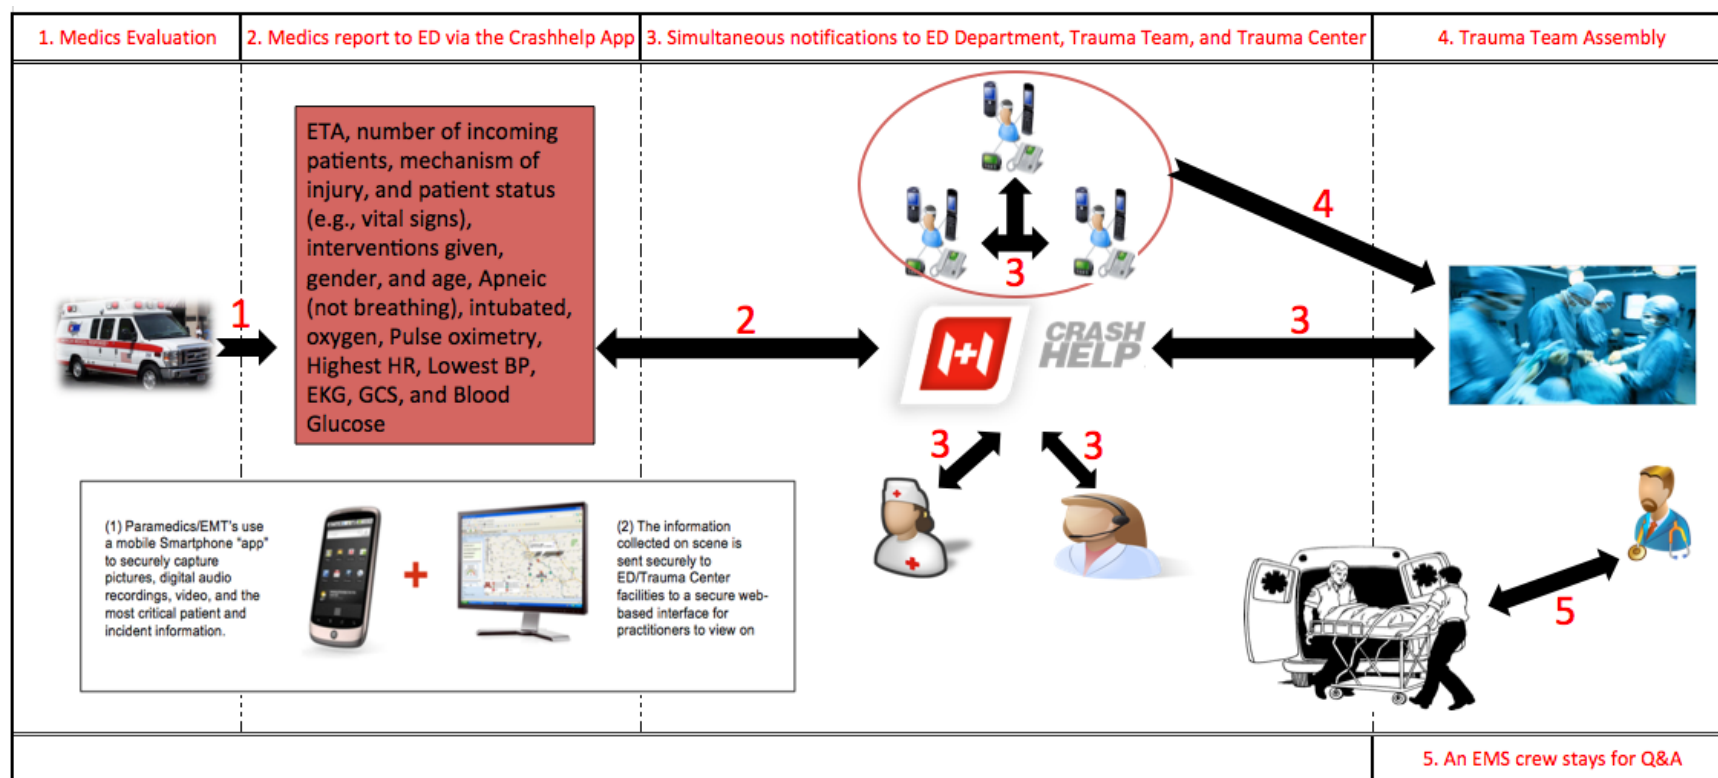 1. Medics Evaluation
2. Medics report to ED via the Crashhelp App
3. Simultaneous notifications to ED Department, Trauma Team, and Trauma Center
4. Trauma Team Assembly
ETA, number of incoming
patients, mechanism of
injury, and patient status
(e.g., vital signs),
interventions given,
gender, and age, Apneic
(not breathing), intubated,
oxygen, Pulse oximetry,
Highest HR, Lowest BP,
EKG, GCS, and Blood
Glucose
1
2
3
4
CRASH
HELP
3
3
3
5
(1) Paramedics/EMT's use
a mobile Smartphone "app"
to securely capture
pictures, digital audio
recordings, video, and the
most critical patient and
incident information.
(2) The information
collected on scene is
sent securely to
ED/Trauma Center
facilities to a secure web-
based interface for
practitioners to view on
5. An EMS crew stays for Q&A